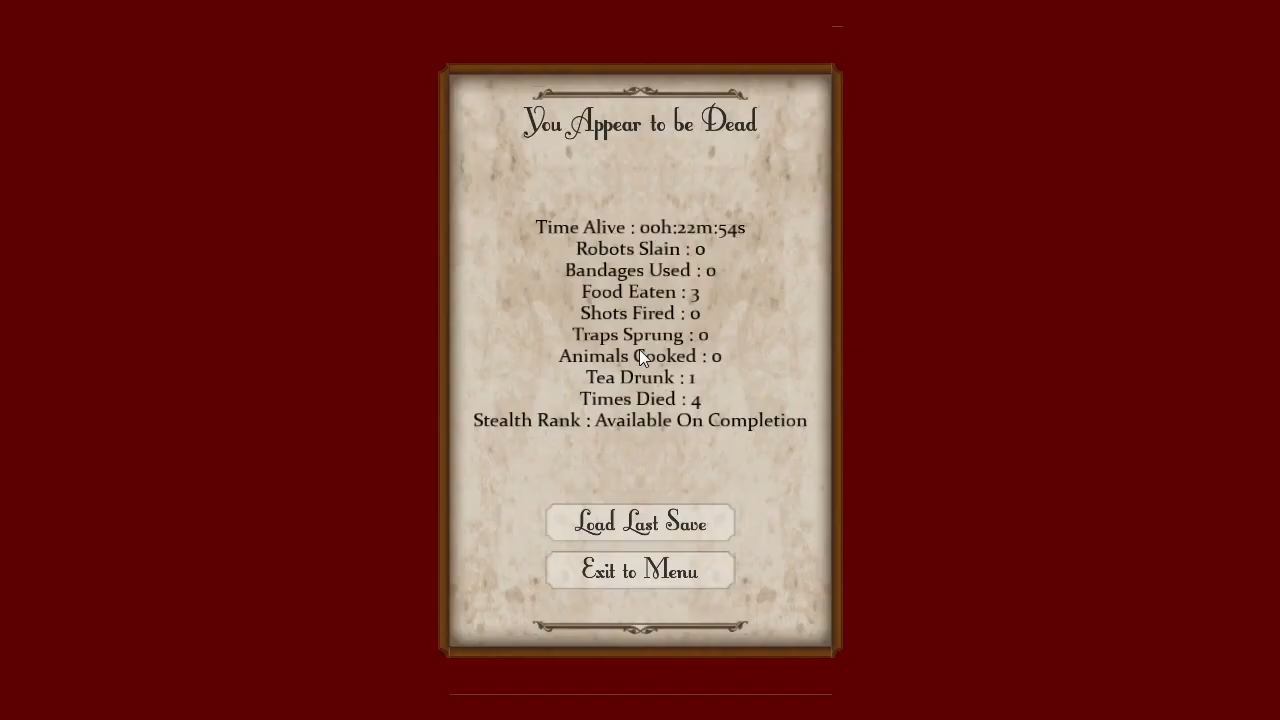 You Appear to be Dead
Time Alive : 00h:22m:54s
Robots Slain : 0
Bandages Used : 0
Food Eaten : 3
Shots Fired : 0
Traps Sprung : 0
Animals Cooked : 0
Tea Drunk : 1
Times Died : 4
Stealth Rank : Available On Completion
Load Last Save
Exit to Menu